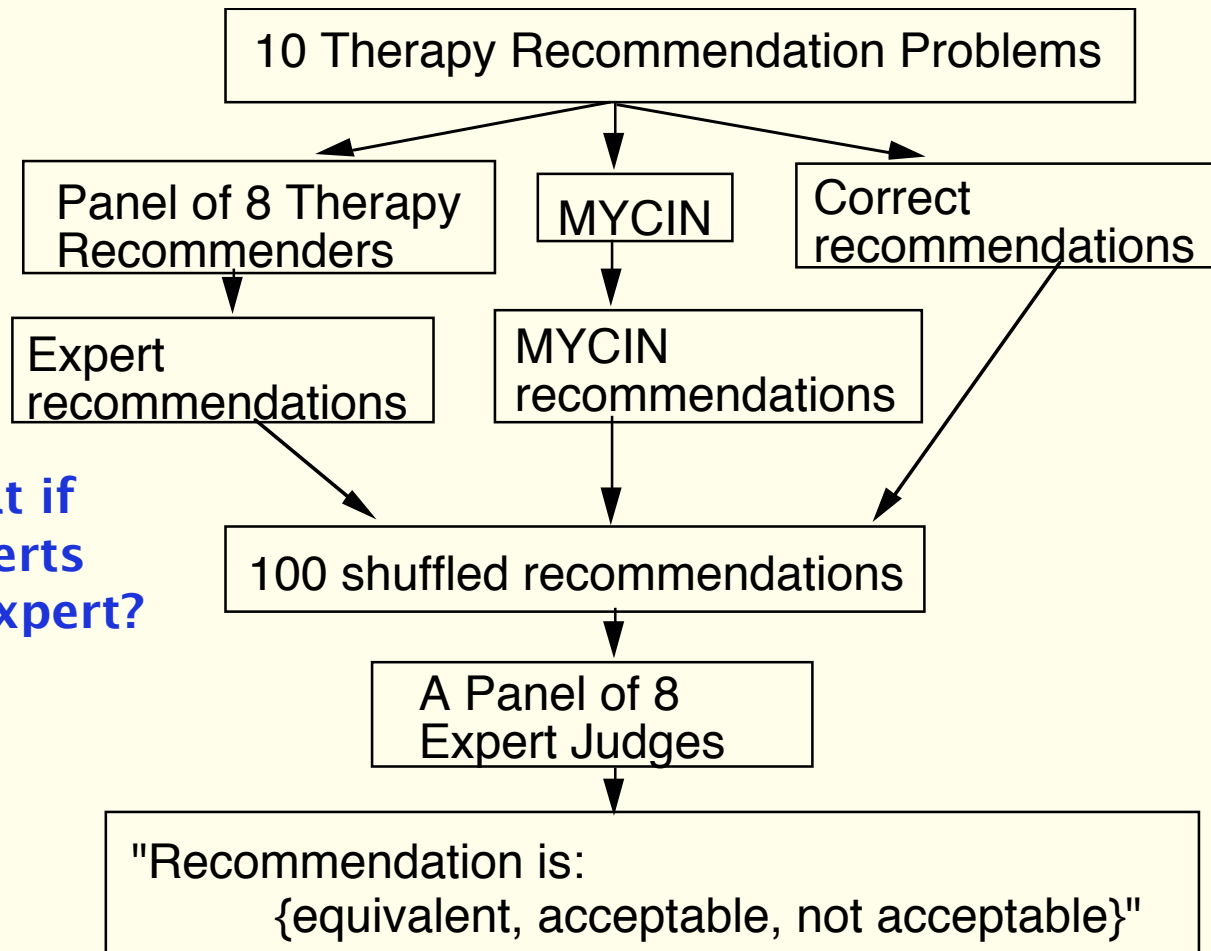 10 Therapy Recommendation Problems
Panel of 8 Therapy
Recommenders
MYCIN
Correct
recommendations
Expert
recommendations
MYCIN
recommendations
if
100 shuffled recommendations
A Panel of 8
Expert Judges
"Recommendation is:
{equivalent, acceptable, not acceptable}"